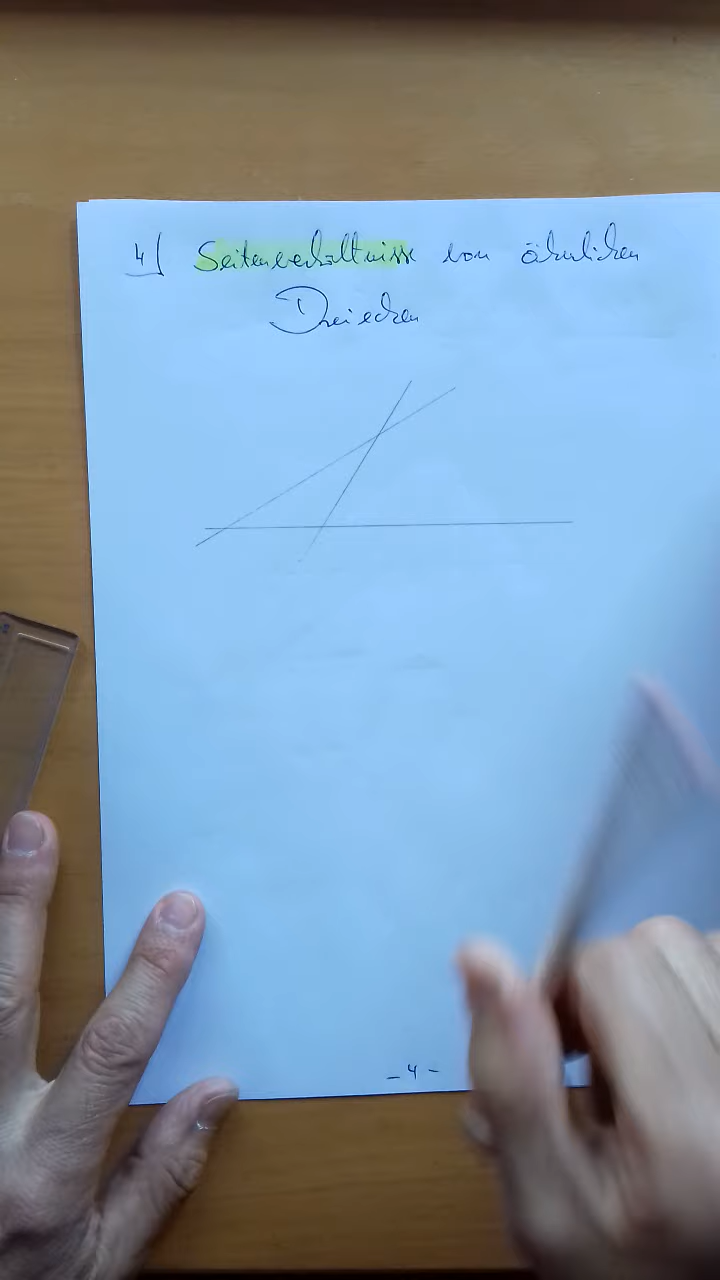 4) Seitenverhältnisse von ähnlichen
Dreiecken
- 4 -